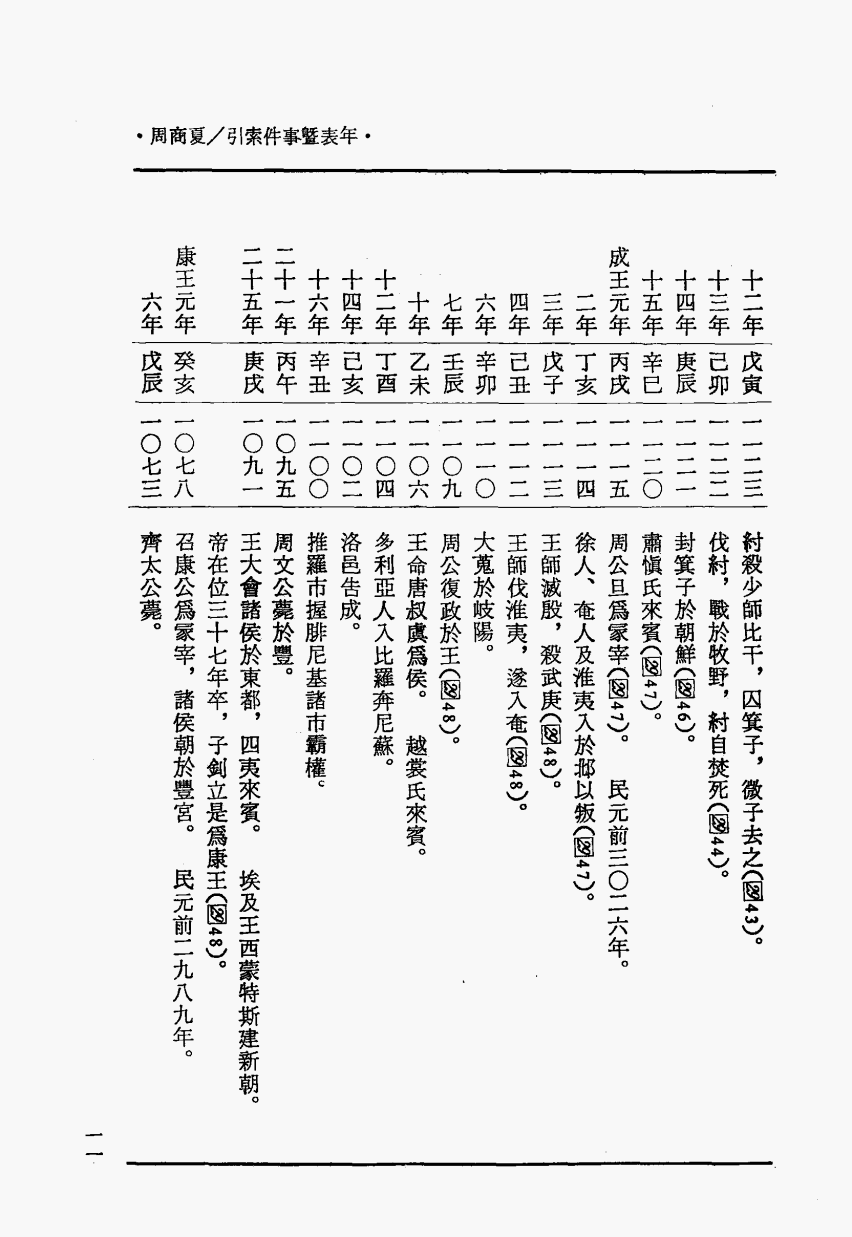 •周商夏／引索件事暨表年•
十二年 戊寅 一一二三 紂殺少師比干，囚箕子，微子去之(圖43)。
十三年 己卯 一一二二 伐紂，戰於牧野，紂自焚死(圖44)。
十四年 庚辰 一一二一 封箕子於朝鮮(圖46)。
十五年 辛巳 一一二〇 肅愼氏來賓(圖47)。
成王元年 丙戌 一一一五 周公旦爲冢宰(圖47)。　民元前三〇二六年。
二年 丁亥 一一一四 徐人、奄人及淮夷入於邶以叛(圖47)。
三年 戊子 一一一三 王師滅殷，殺武庚(圖48)。
四年 己丑 一一一二 王師伐淮夷，遂入奄(圖48)。
六年 辛卯 一一一〇 大蒐於岐陽。
七年 壬辰 一一〇九 周公復政於王(圖48)。
十年 乙未 一一〇六 王命唐叔虞爲侯。　越裳氏來賓。
十二年 丁酉 一一〇四 多利亞人入比羅奔尼蘇。
十四年 己亥 一一〇二 洛邑告成。
十六年 辛丑 一一〇〇 推羅市握腓尼基諸市霸權。
二十一年 丙午 一〇九五 周文公薨於豐。
二十五年 庚戌 一〇九一 王大會諸侯於東都，四夷來賓。　埃及王西蒙特斯建新朝。
帝在位三十七年卒，子釗立是爲康王(圖48)。
康王元年 癸亥 一〇七八 召康公爲冢宰，諸侯朝於豐宮。　民元前二九八九年。
六年 戊辰 一〇七三 齊太公薨。
一一